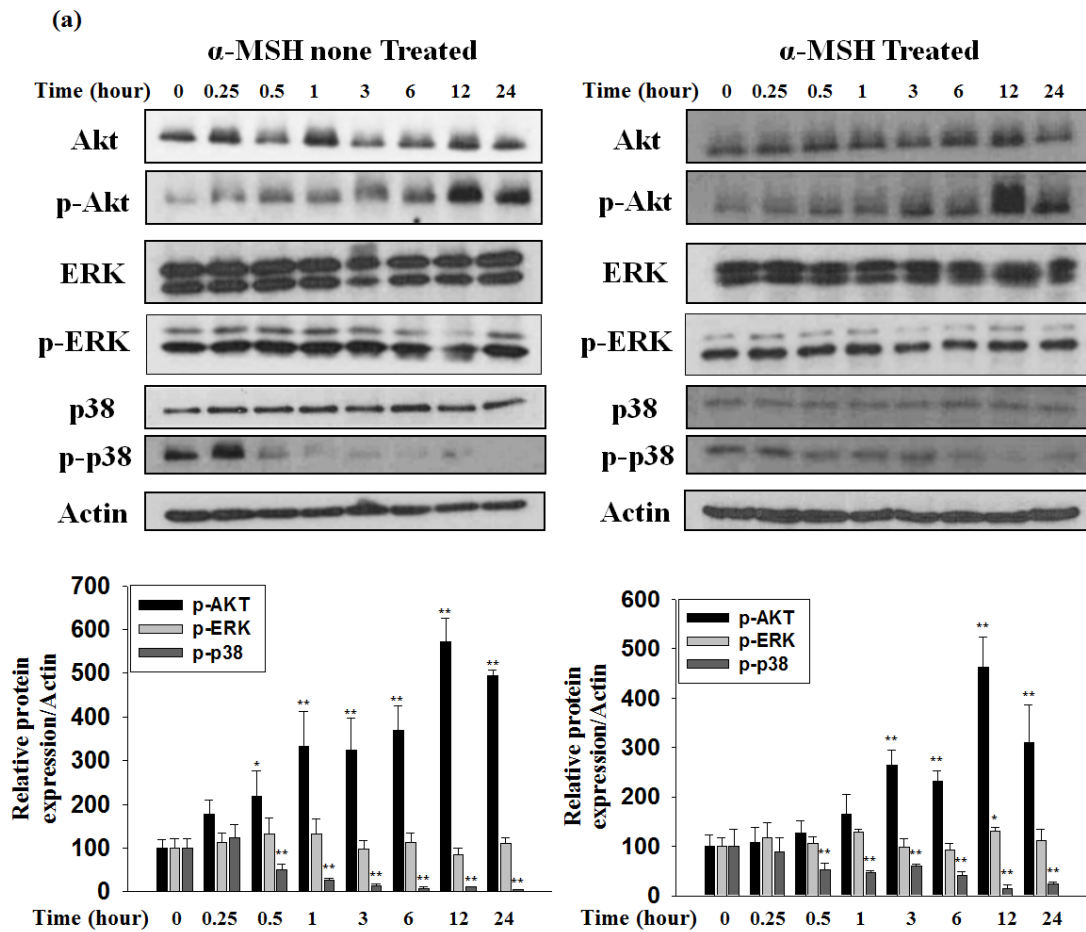 (a)
α-MSH none Treated
Time (hour) 0 0.25 0.5 1 3 6 12 24
Akt
p-Akt
ERK
p-ERK
p38
p-p38
Actin
α-MSH Treated
Time (hour) 0 0.25 0.5 1 3 6 12 24
Akt
p-Akt
ERK
p-ERK
p38
p-p38
Actin
Relative protein
expression/Actin
700
600
500
400
300
200
100
0
p-AKT
p-ERK
p-p38
*
**
**
**
**
**
**
**
**
**
**
**
**
Time (hour) 0 0.25 0.5 1 3 6 12 24
Relative protein
expression/Actin
600
500
400
300
200
100
0
p-AKT
p-ERK
p-p38
**
**
**
**
**
**
**
*
**
**
**
Time (hour) 0 0.25 0.5 1 3 6 12 24